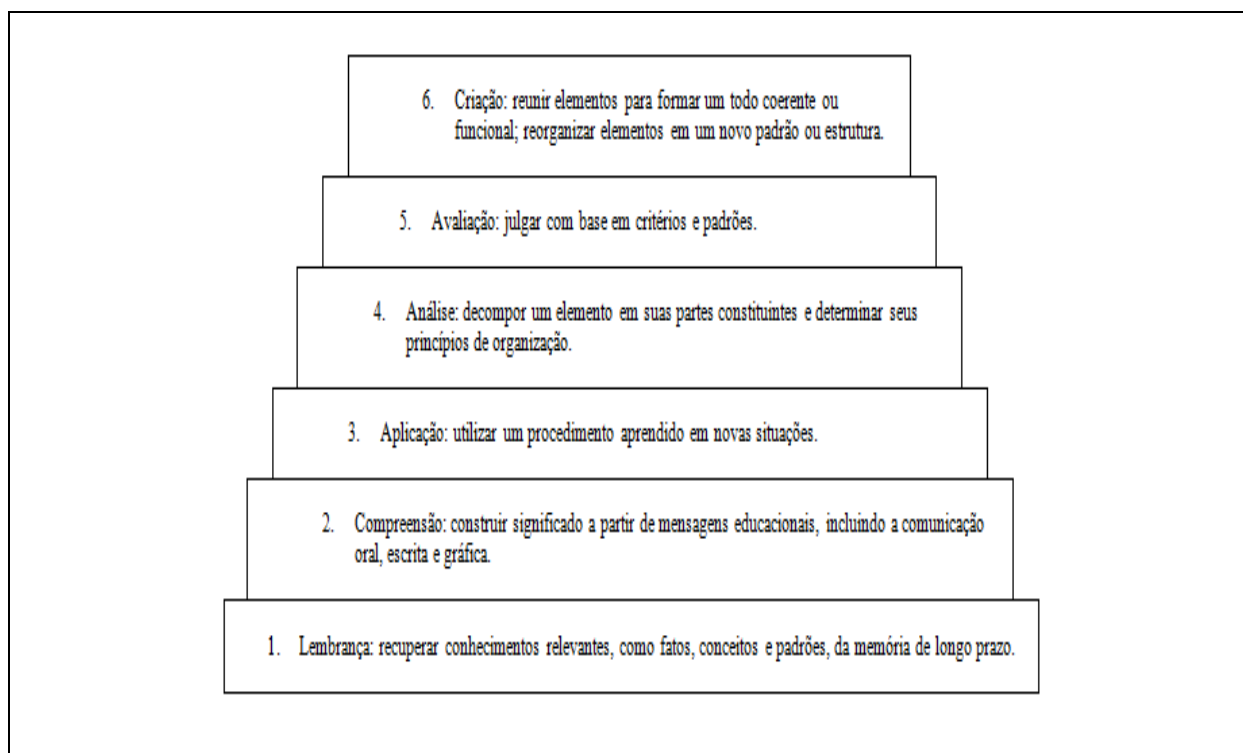 6. Criação: reunir elementos para formar um todo coerente ou
funcional; reorganizar elementos em um novo padrão ou estrutura.
5. Avaliação: julgar com base em critérios e padrões.
4. Análise: decompor um elemento em suas partes constituintes e determinar seus
princípios de organização.
3. Aplicação: utilizar um procedimento aprendido em novas situações.
2. Compreensão: construir significado a partir de mensagens educacionais, incluindo a comunicação
oral, escrita e gráfica.
1. Lembrança: recuperar conhecimentos relevantes, como fatos, conceitos e padrões, da memória de longo prazo.